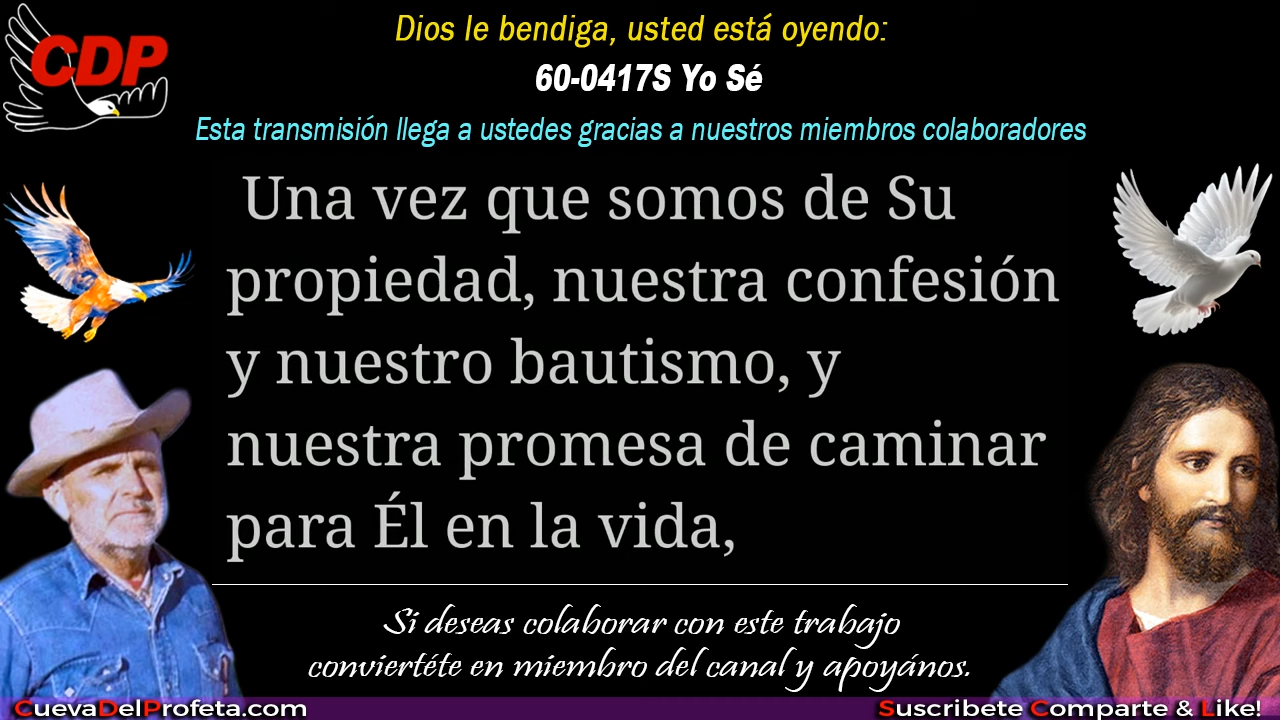 CDP
Dios le bendiga, usted está oyendo:
60-0417S Yo Sé
Esta transmisión llega a ustedes gracias a nuestros miembros colaboradores
Una vez que somos de Su
propiedad, nuestra confesión
y nuestro bautismo, y
nuestra promesa de caminar
para Él en la vida,
Si deseas colaborar con este trabajo
conviertéte en miembro del canal y apoyános.
CuevaDelProfeta.com
Suscribete Comparte & Like!